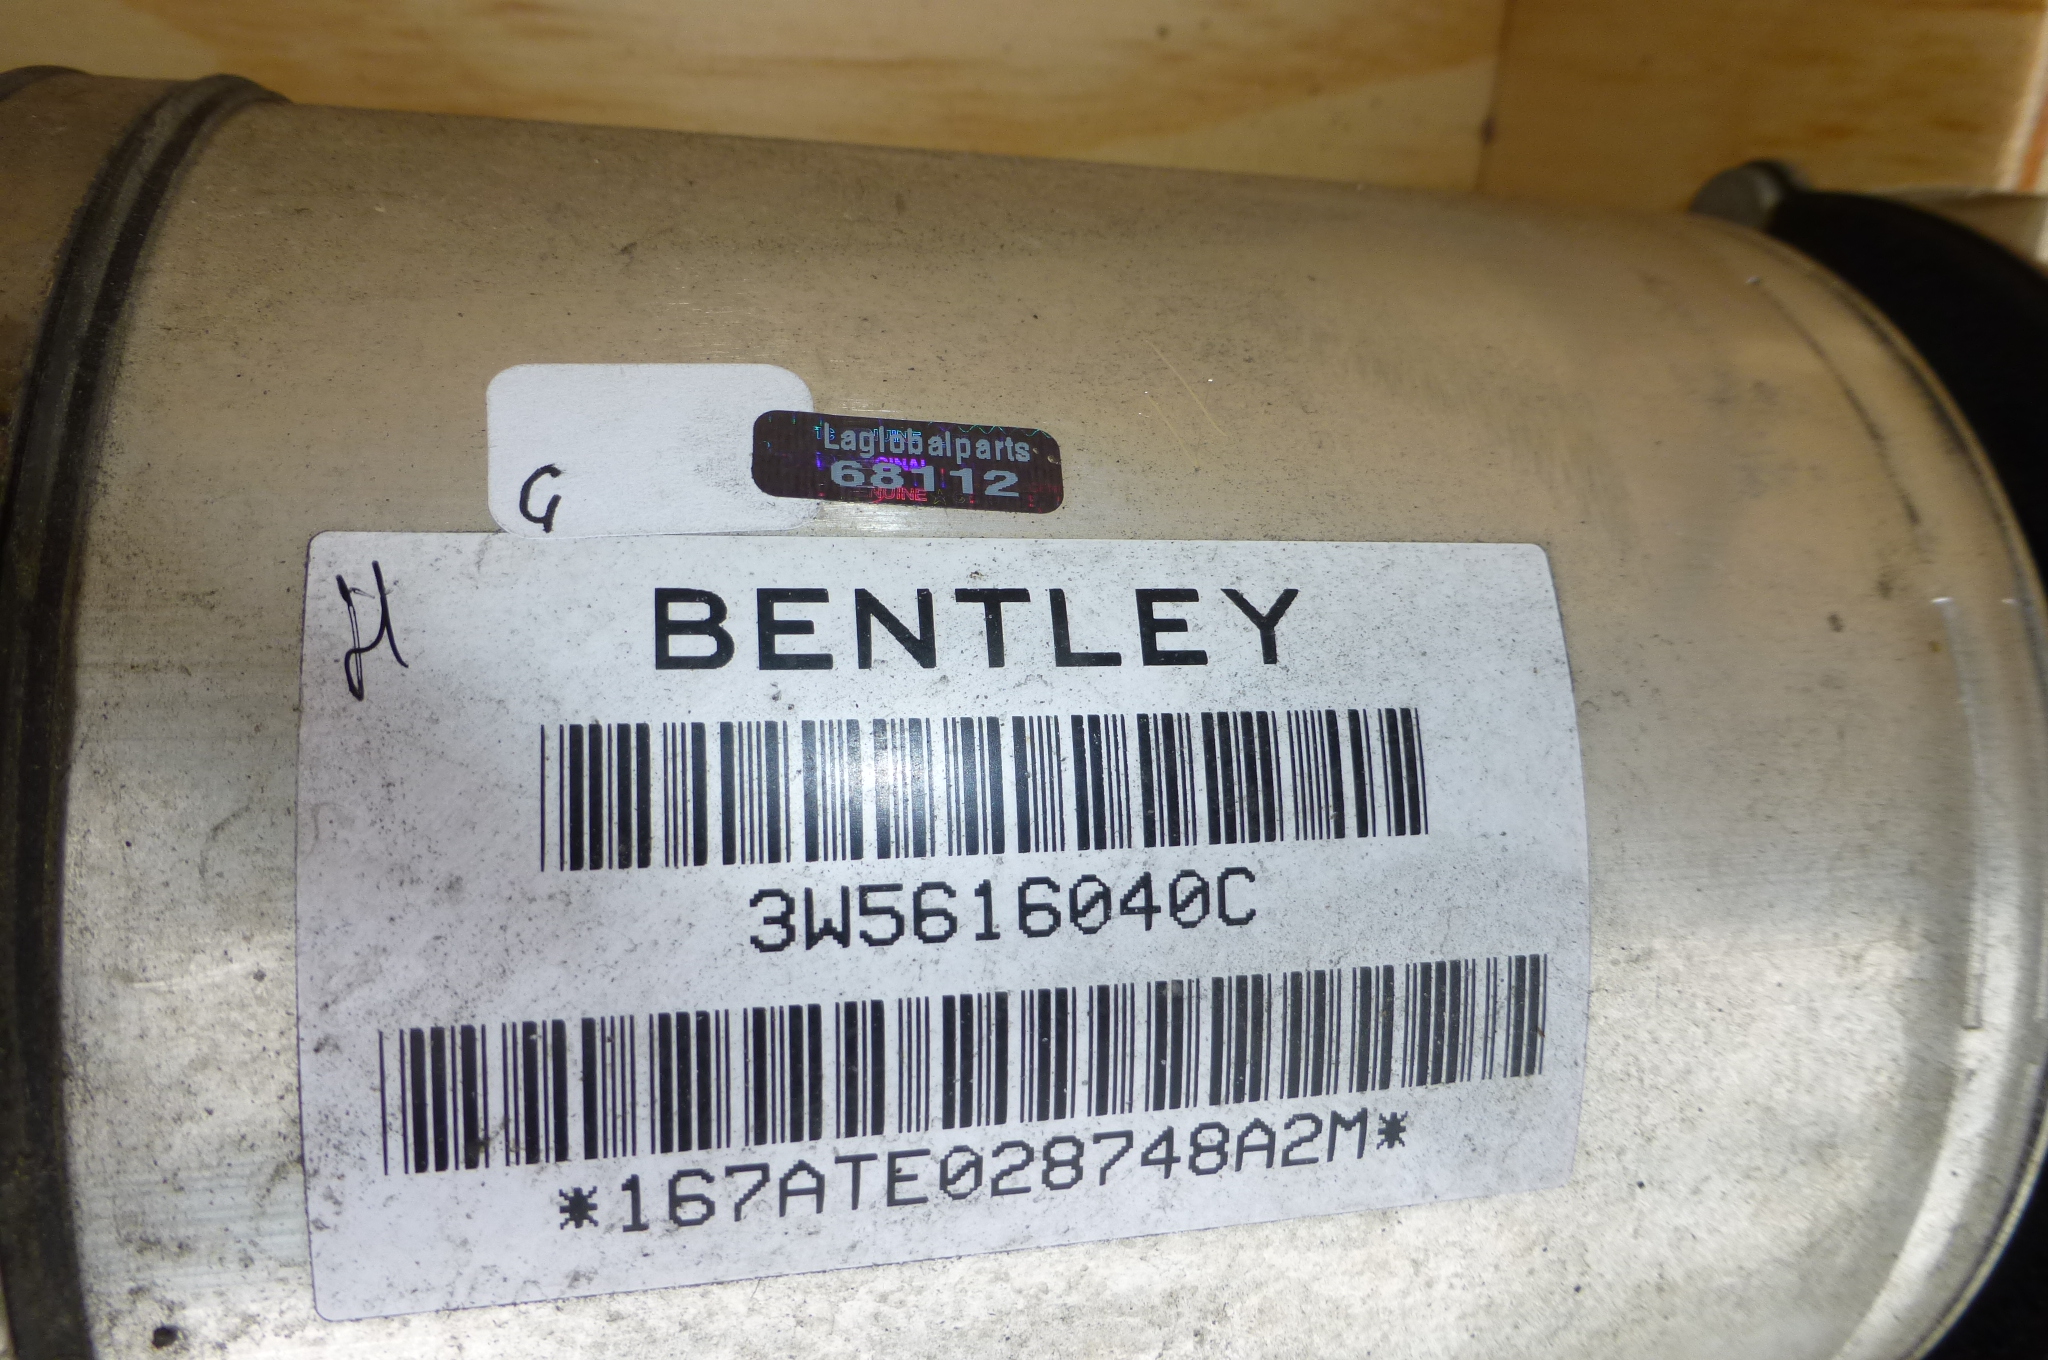 Laglobalparts
68112
G
BENTLEY
3W5616040C
*167ATE028748A2M*